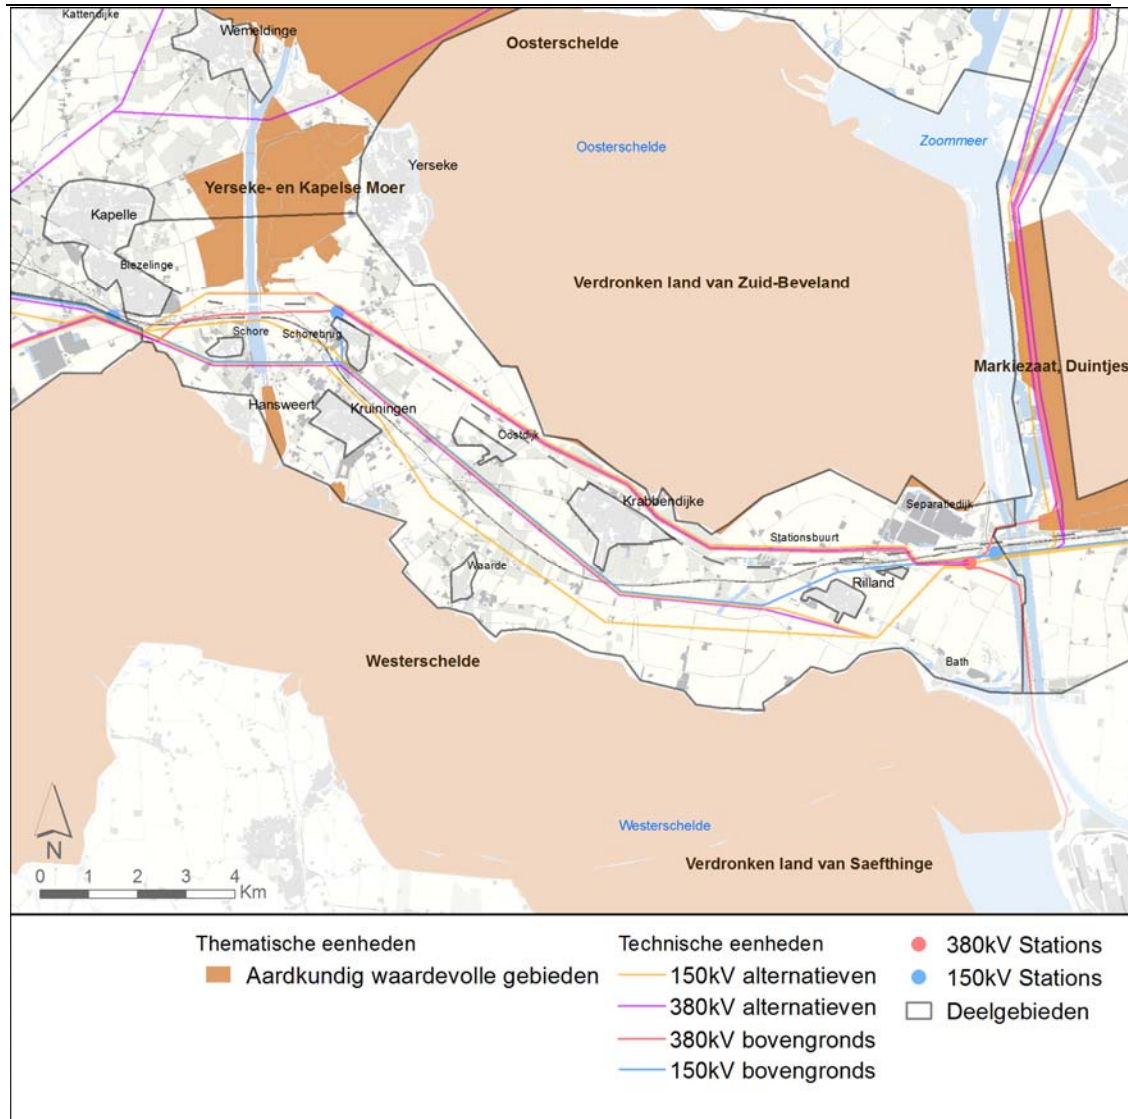 Kattendijke
Wemeldinge
Oosterschelde
Oosterschelde
Zoommeer
Yerseke
Yerseke- en Kapelse Moer
Kapelle
Biezelinge
Verdronken land van Zuid-Beveland
Schore
Schorebrug
Markiezaat, Duintjes
Hansweert
Kruiningen
Oostdijk
Krabbendijke
Separatiedijk
Stationsbuurt
Waarde
Rilland
Westerschelde
Bath
Westerschelde
Verdronken land van Saefthinge
N
0 1 2 3 4
Km
Thematische eenheden
Aardkundig waardevolle gebieden
Technische eenheden
150kV alternatieven
380kV alternatieven
380kV bovengronds
150kV bovengronds
380kV Stations
150kV Stations
Deelgebieden